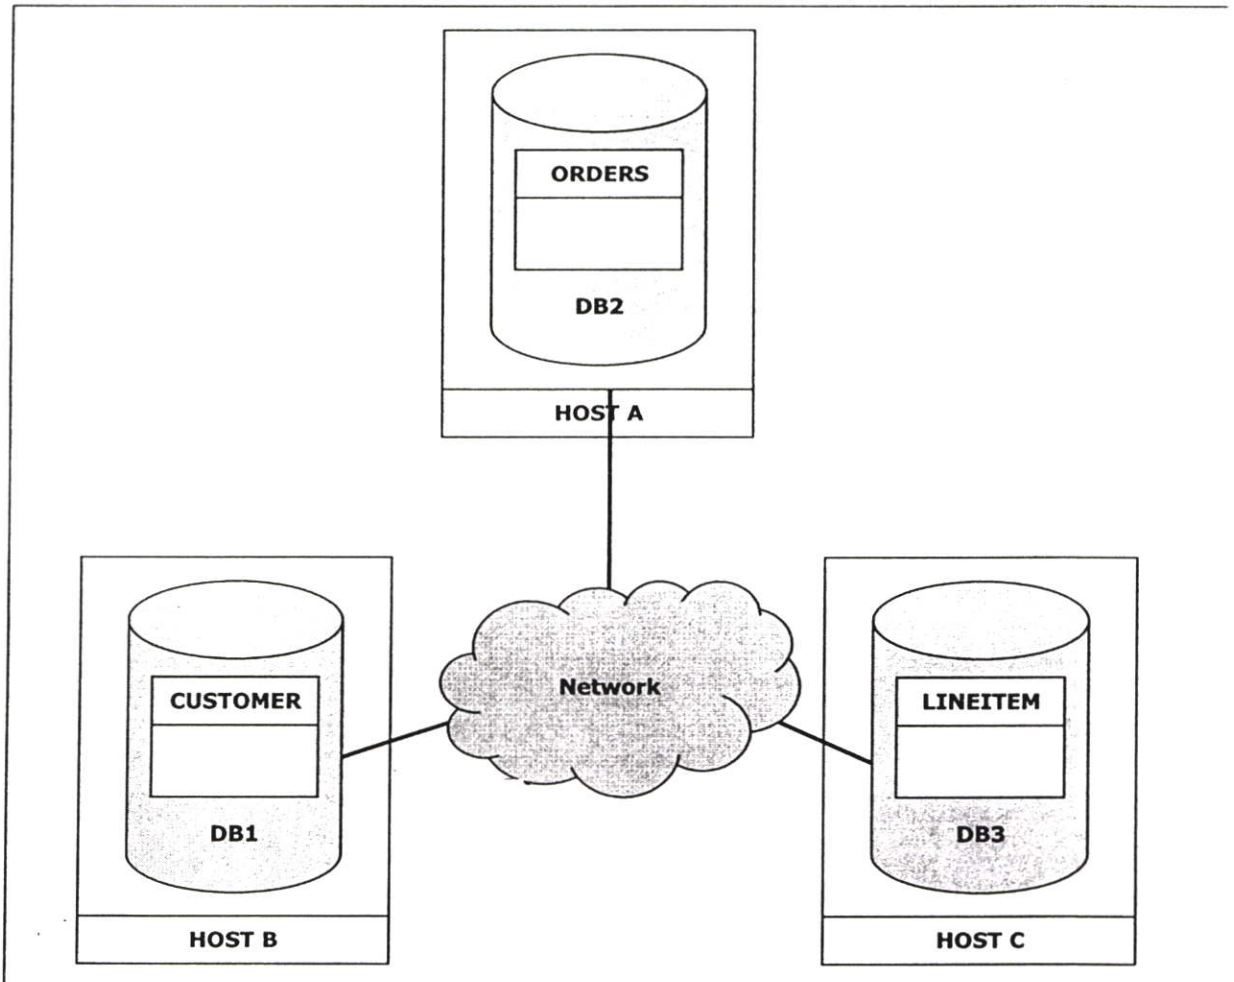 ORDERS
DB2
HOST A
Network
CUSTOMER
DB1
HOST B
LINEITEM
DB3
HOST C